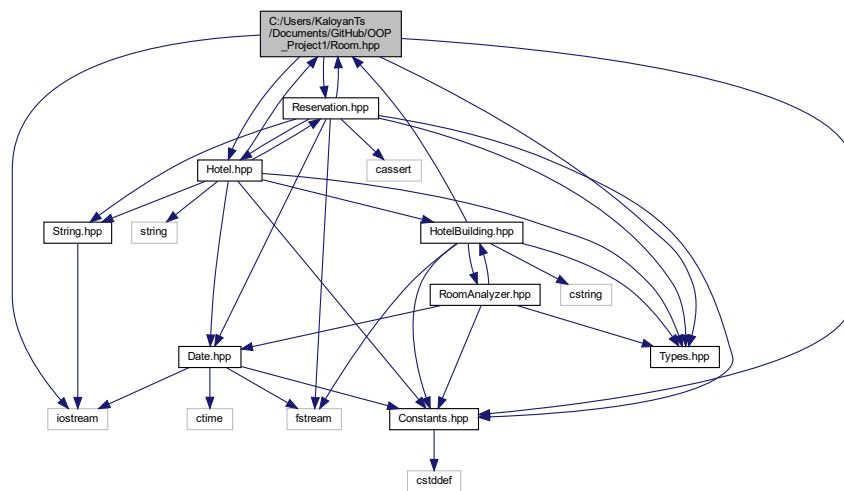 C:/Users/KaloyanTs
/Documents/GitHub/OOP
_Project1/Room.hpp
Reservation.hpp
Hotel.hpp
cassert
String.hpp
string
HotelBuilding.hpp
RoomAnalyzer.hpp
cstring
Date.hpp
Types.hpp
iostream
ctime
fstream
Constants.hpp
cstddef